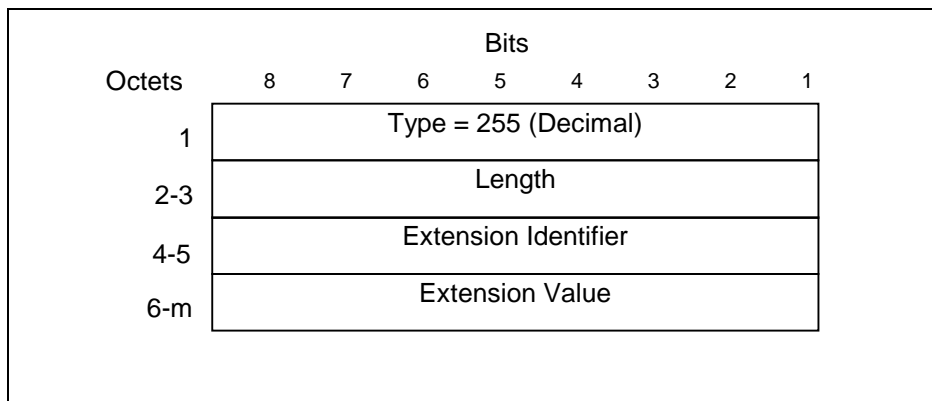 Bits
Octets 8 7 6 5 4 3 2 1
1 Type = 255 (Decimal)
2-3 Length
4-5 Extension Identifier
6-m Extension Value